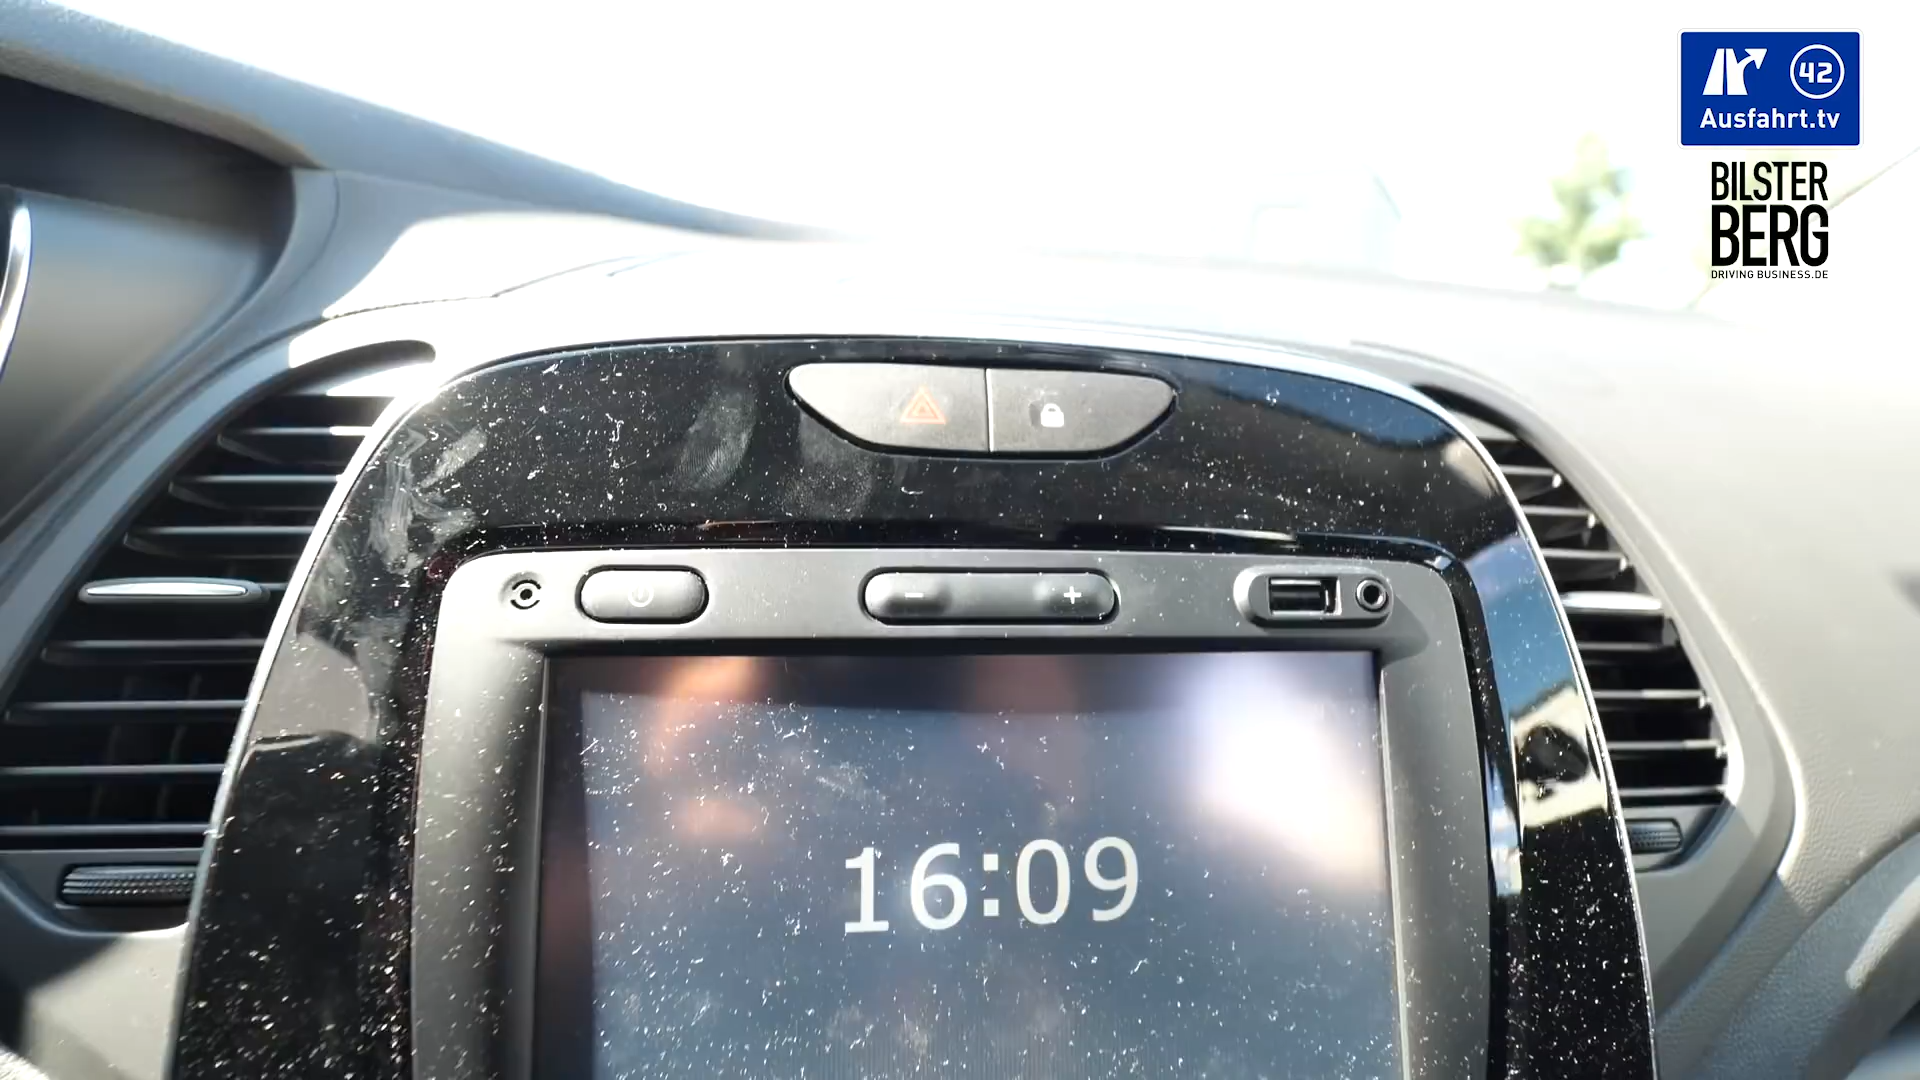 42
Ausfahrt.tv
BILSTER
BERG
DRIVING BUSINESS.DE
- +
16:09